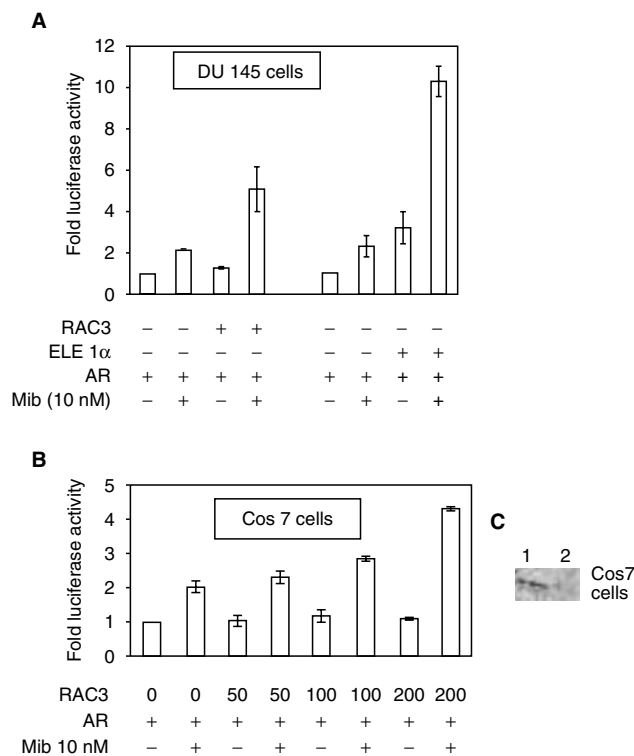 A
DU 145 cells
Fold luciferase activity
12
10
8
6
4
2
0
RAC3 – – + + – – – –
ELE 1α – – – – – – + +
AR + + + + + + + +
Mib (10 nM) – + – + – + – +
B
Cos 7 cells
Fold luciferase activity
5
4
3
2
1
0
RAC3 0 0 50 50 100 100 200 200
AR + + + + + + + +
Mib 10 nM – + – + – + – +
C
1 2
Cos7
cells